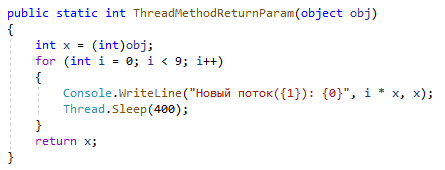 public static int ThreadMethodReturnParam(object obj)
{
    int x = (int)obj;
    for (int i = 0; i < 9; i++)
    {
        Console.WriteLine("Новый поток({1}): {0}", i * x, x);
        Thread.Sleep(400);
    }
    return x;
}